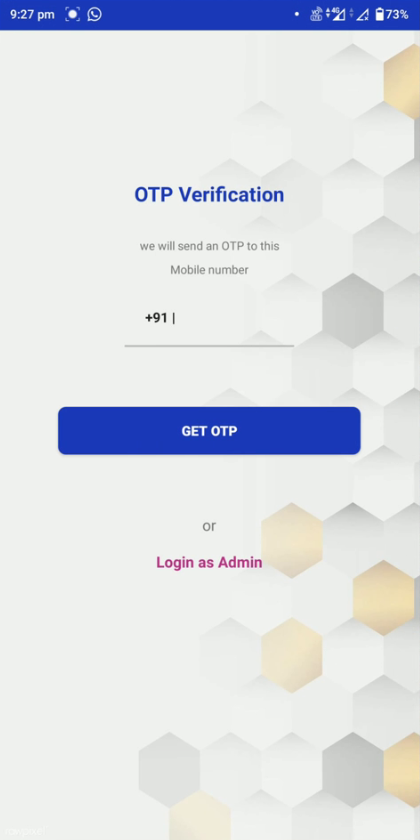 9:27 pm 4G 73%
OTP Verification
we will send an OTP to this
Mobile number
+91 |
GET OTP
or
Login as Admin